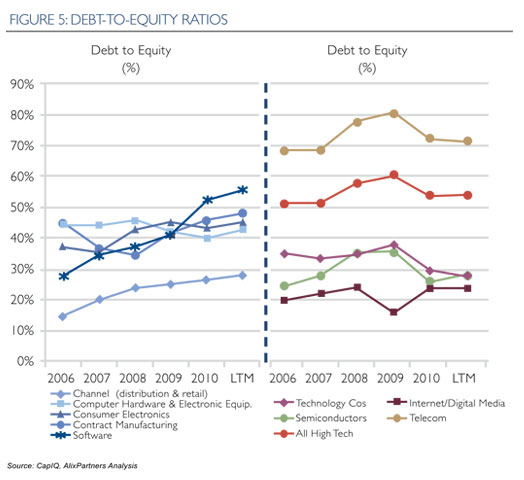 FIGURE 5: DEBT-TO-EQUITY RATIOS
Debt to Equity
(%)
Debt to Equity
(%)
90%
80%
70%
60%
50%
40%
30%
20%
10%
0%
2006 2007 2008 2009 2010 LTM
2006 2007 2008 2009 2010 LTM
Channel (distribution & retail)
Computer Hardware & Electronic Equip.
Consumer Electronics
Contract Manufacturing
Software
Technology Cos
Internet/Digital Media
Semiconductors
Telecom
All High Tech
Source: CapIQ, AlixPartners Analysis